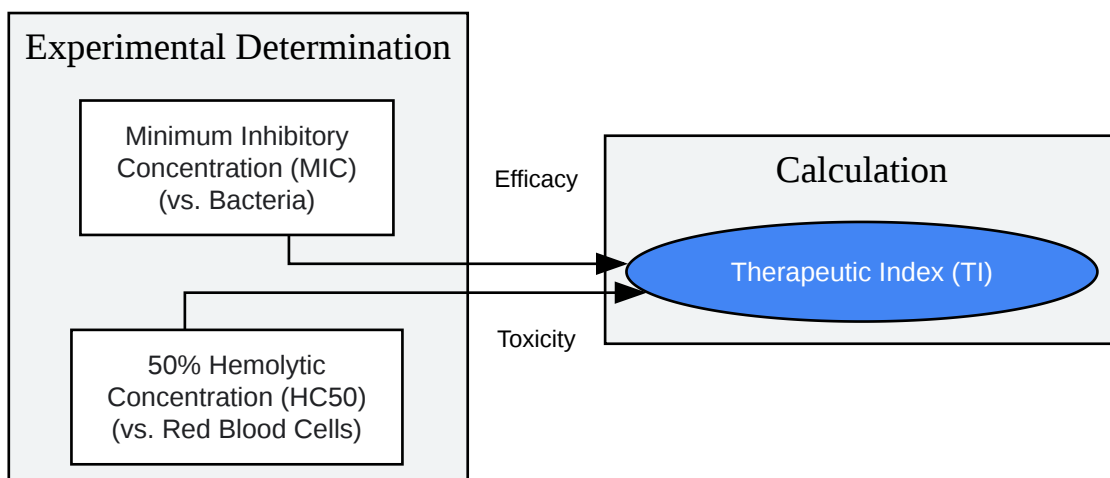 Experimental Determination
Minimum Inhibitory
Concentration (MIC)
(vs. Bacteria)
50% Hemolytic
Concentration (HC50)
(vs. Red Blood Cells)
Efficacy
Toxicity
Calculation
Therapeutic Index (TI)